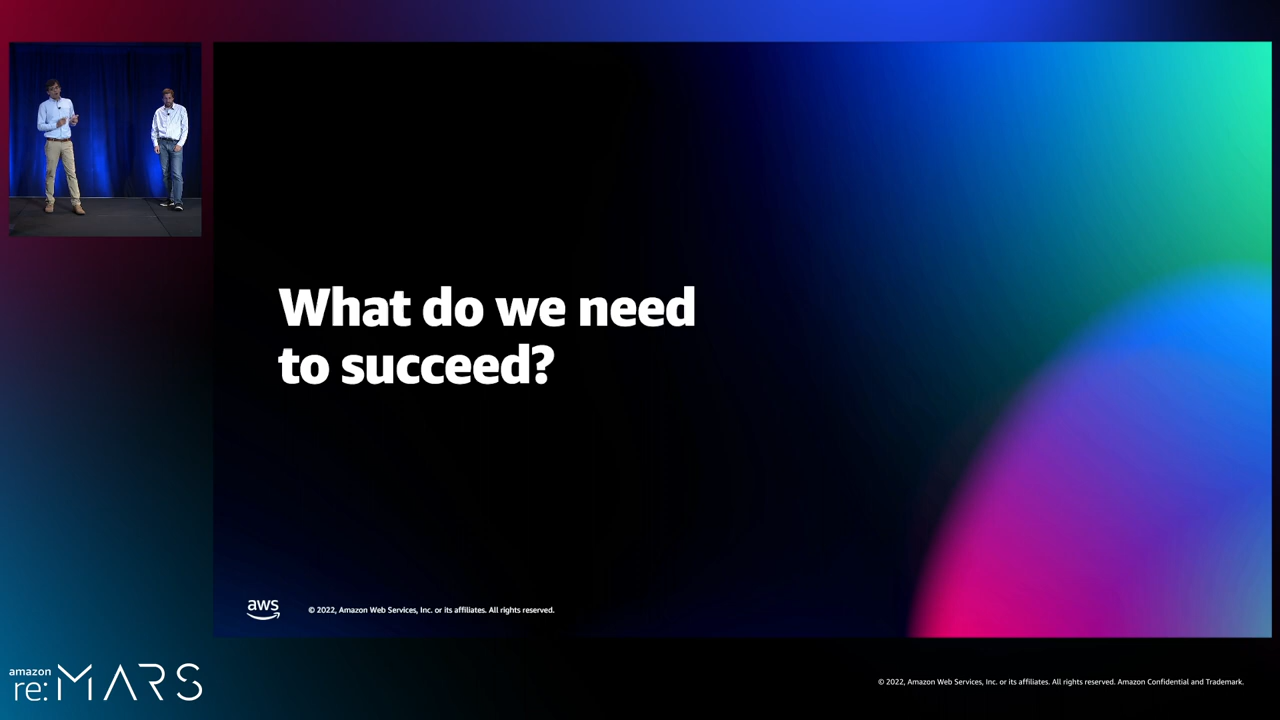 What do we need
to succeed?
aws
© 2022, Amazon Web Services, Inc. or its affiliates. All rights reserved.
amazon
re:MARS
© 2022, Amazon Web Services, Inc. or its affiliates. All rights reserved. Amazon Confidential and Trademark.